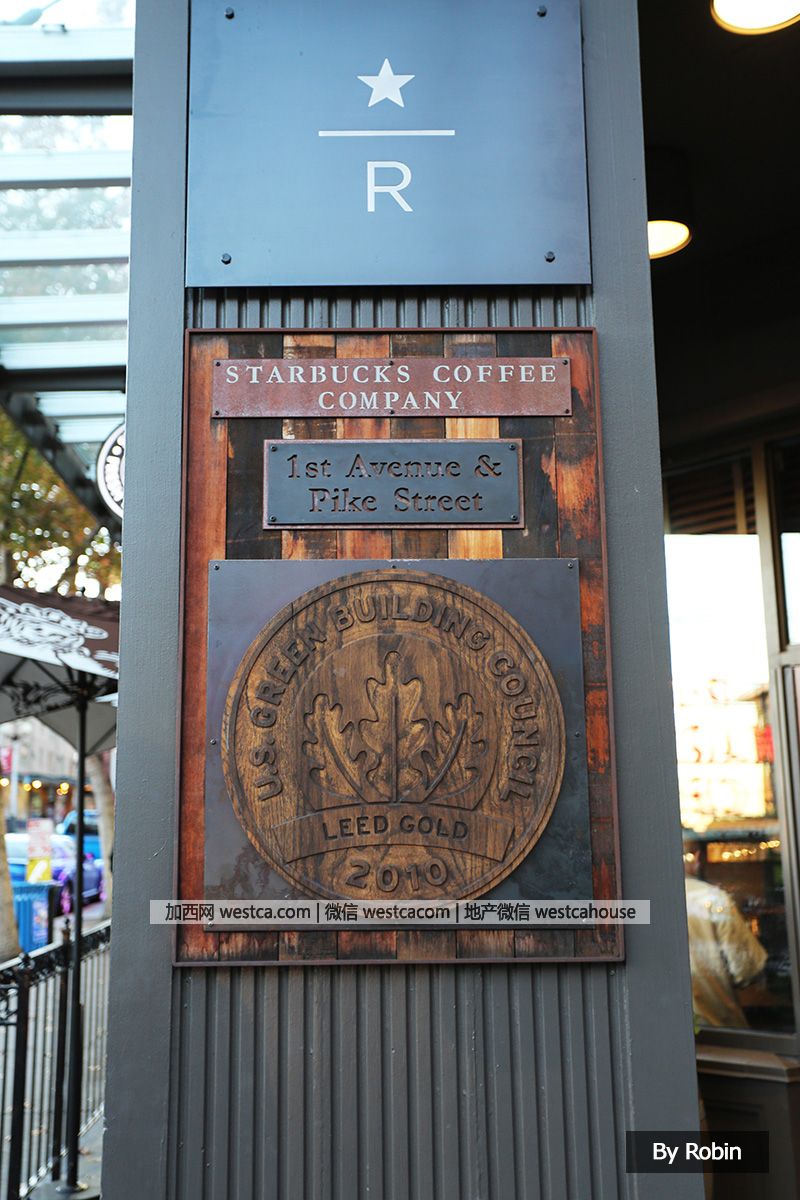 ★
R
STARBUCKS COFFEE
COMPANY
1st Avenue &
Pike Street
U.S. GREEN BUILDING COUNCIL
LEED GOLD
2010
加西网 westca.com | 微信 westcacom | 地产微信 westcahouse
By Robin